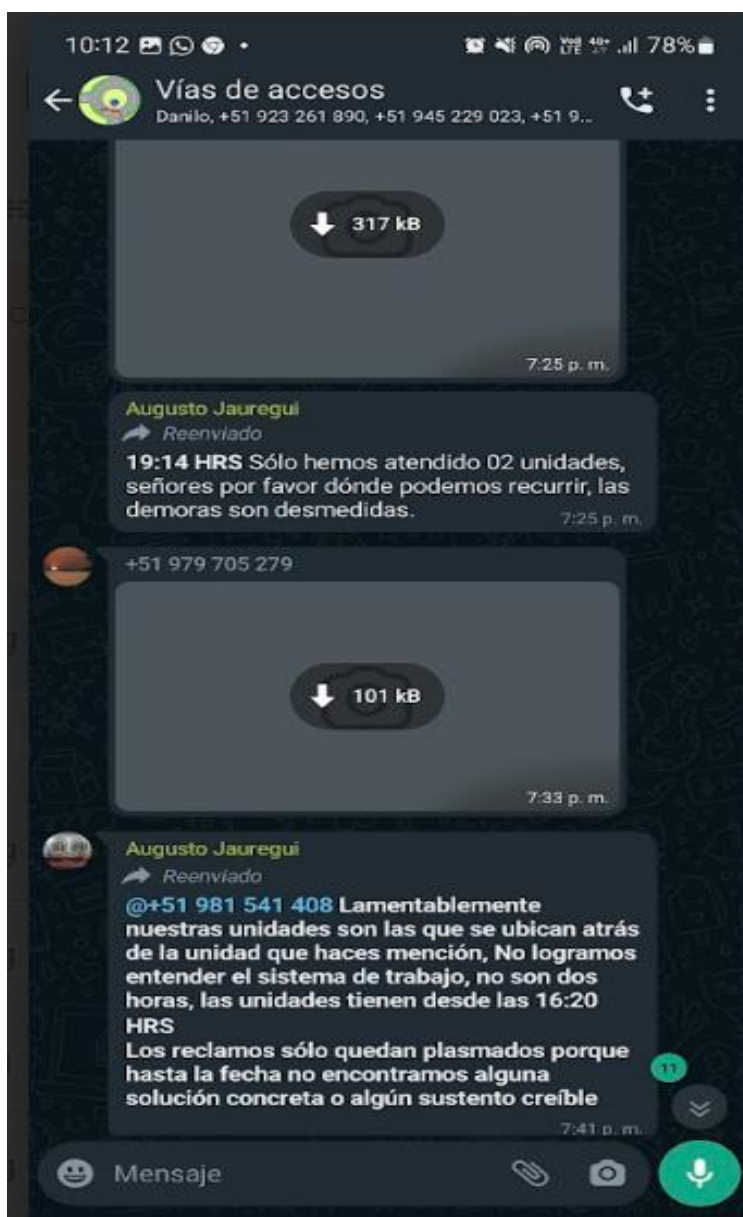 10:12
78%
Vías de accesos
Danilo, +51 923 261 890, +51 945 229 023, +51 9...
317 kB
7:25 p. m.
Augusto Jauregui
Reenviado
19:14 HRS Sólo hemos atendido 02 unidades,
señores por favor dónde podemos recurrir, las
demoras son desmedidas.
7:25 p. m.
+51 979 705 279
101 kB
7:33 p. m.
Augusto Jauregui
Reenviado
@+51 981 541 408 Lamentablemente
nuestras unidades son las que se ubican atrás
de la unidad que haces mención, No logramos
entender el sistema de trabajo, no son dos
horas, las unidades tienen desde las 16:20
HRS
Los reclamos sólo quedan plasmados porque
hasta la fecha no encontramos alguna
solución concreta o algún sustento creíble
11
7:41 p. m.
Mensaje